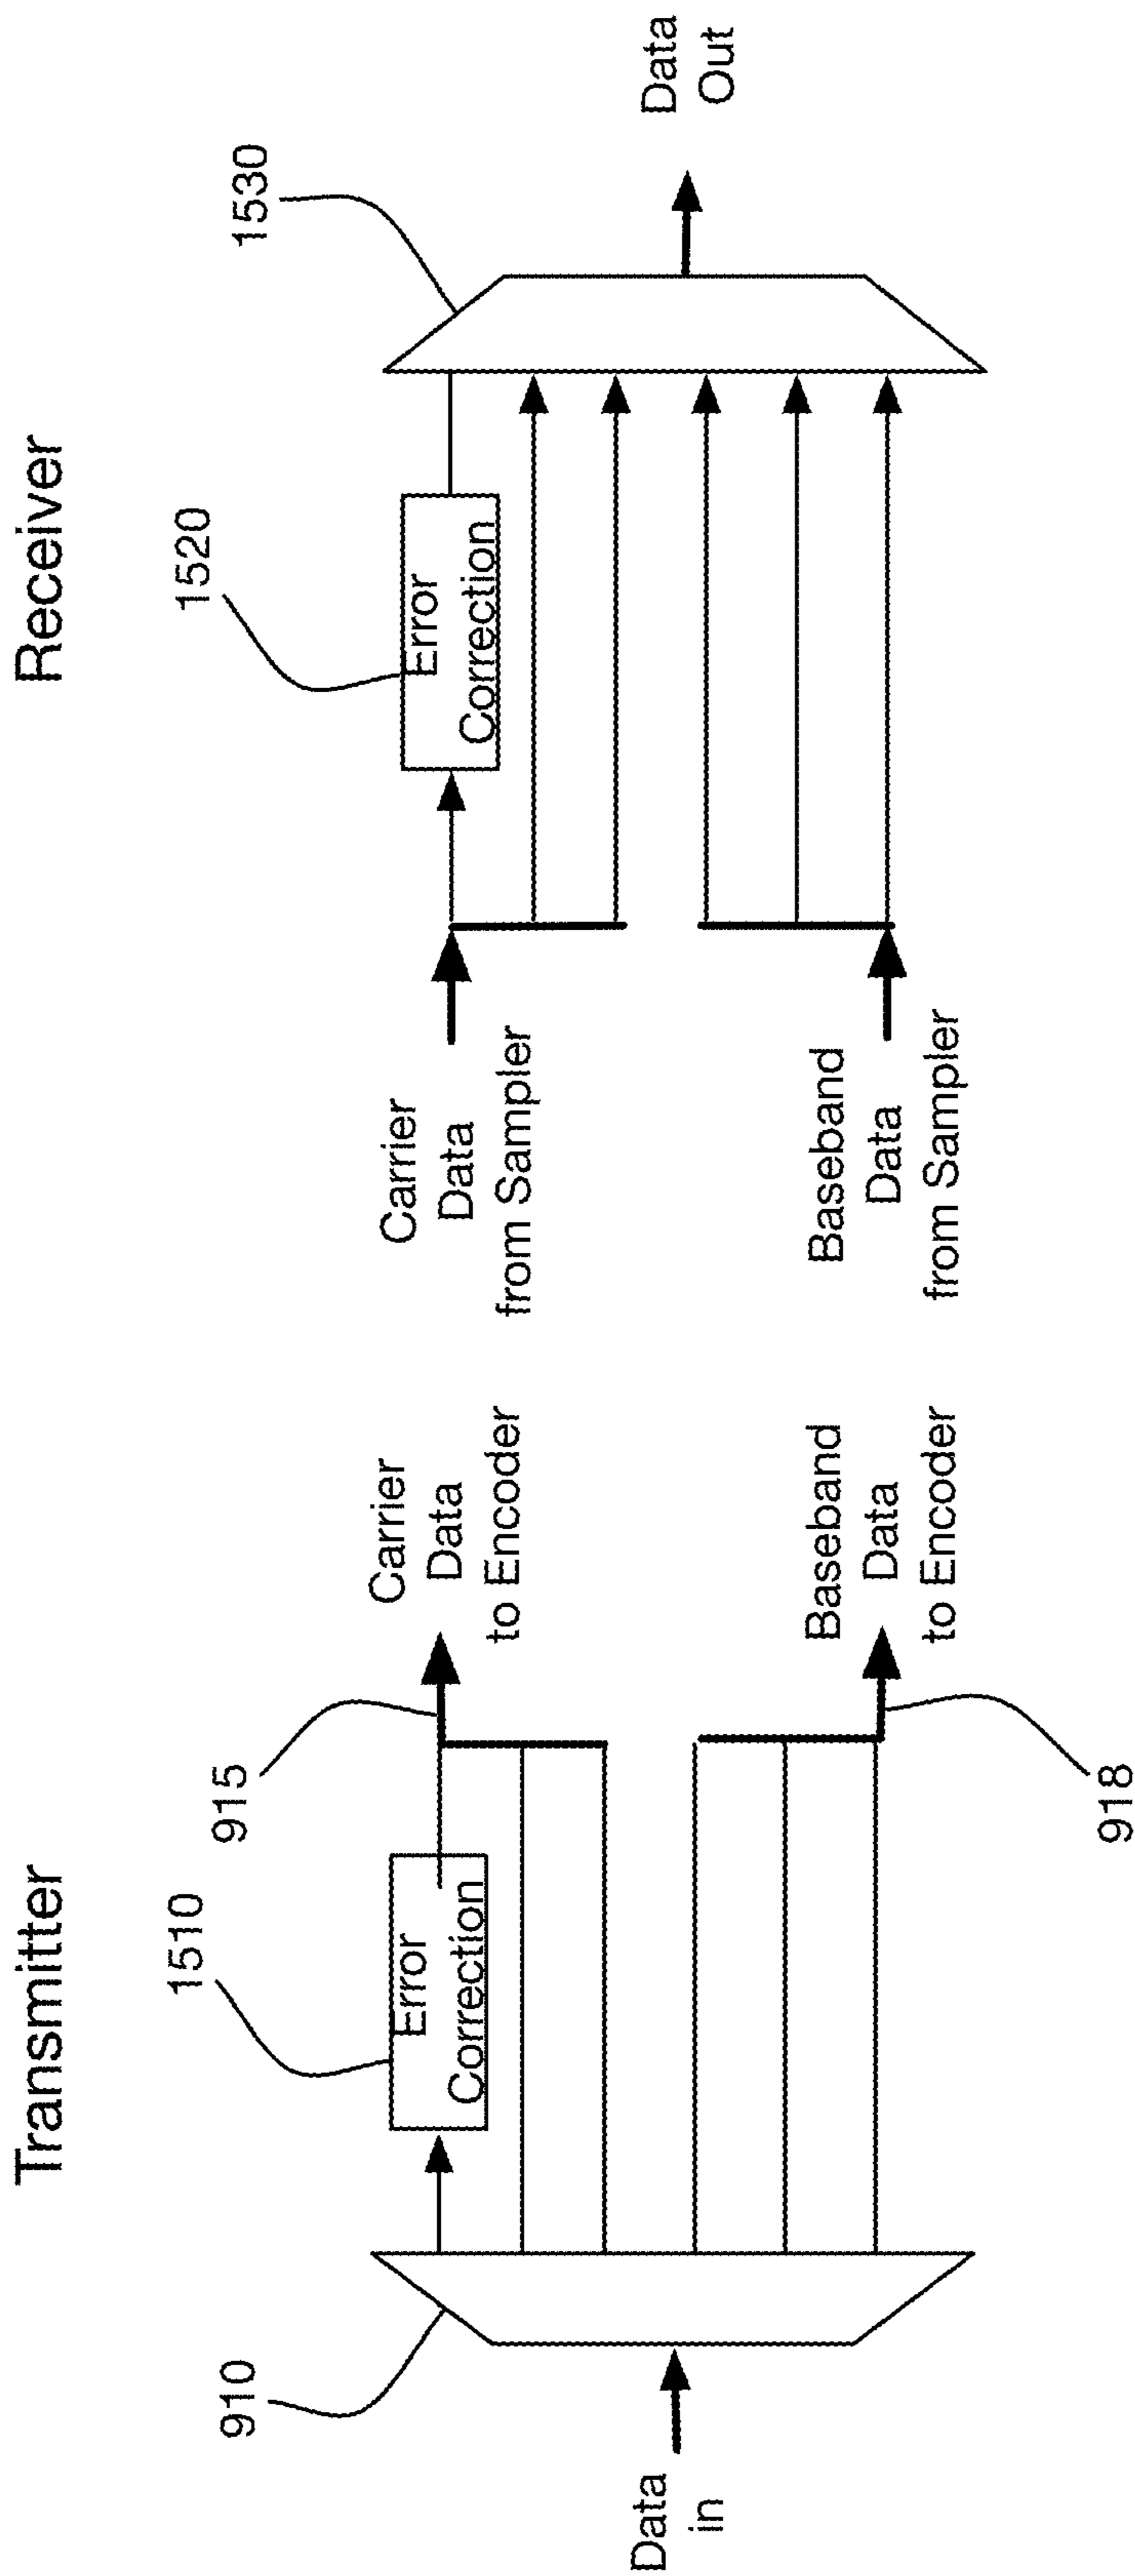 Transmitter
910
1510
915
Data
in
Error
Correction
Carrier
Data
to Encoder
Baseband
Data
to Encoder
918
Receiver
1520
1530
Carrier
Data
from Sampler
Error
Correction
Baseband
Data
from Sampler
Data
Out